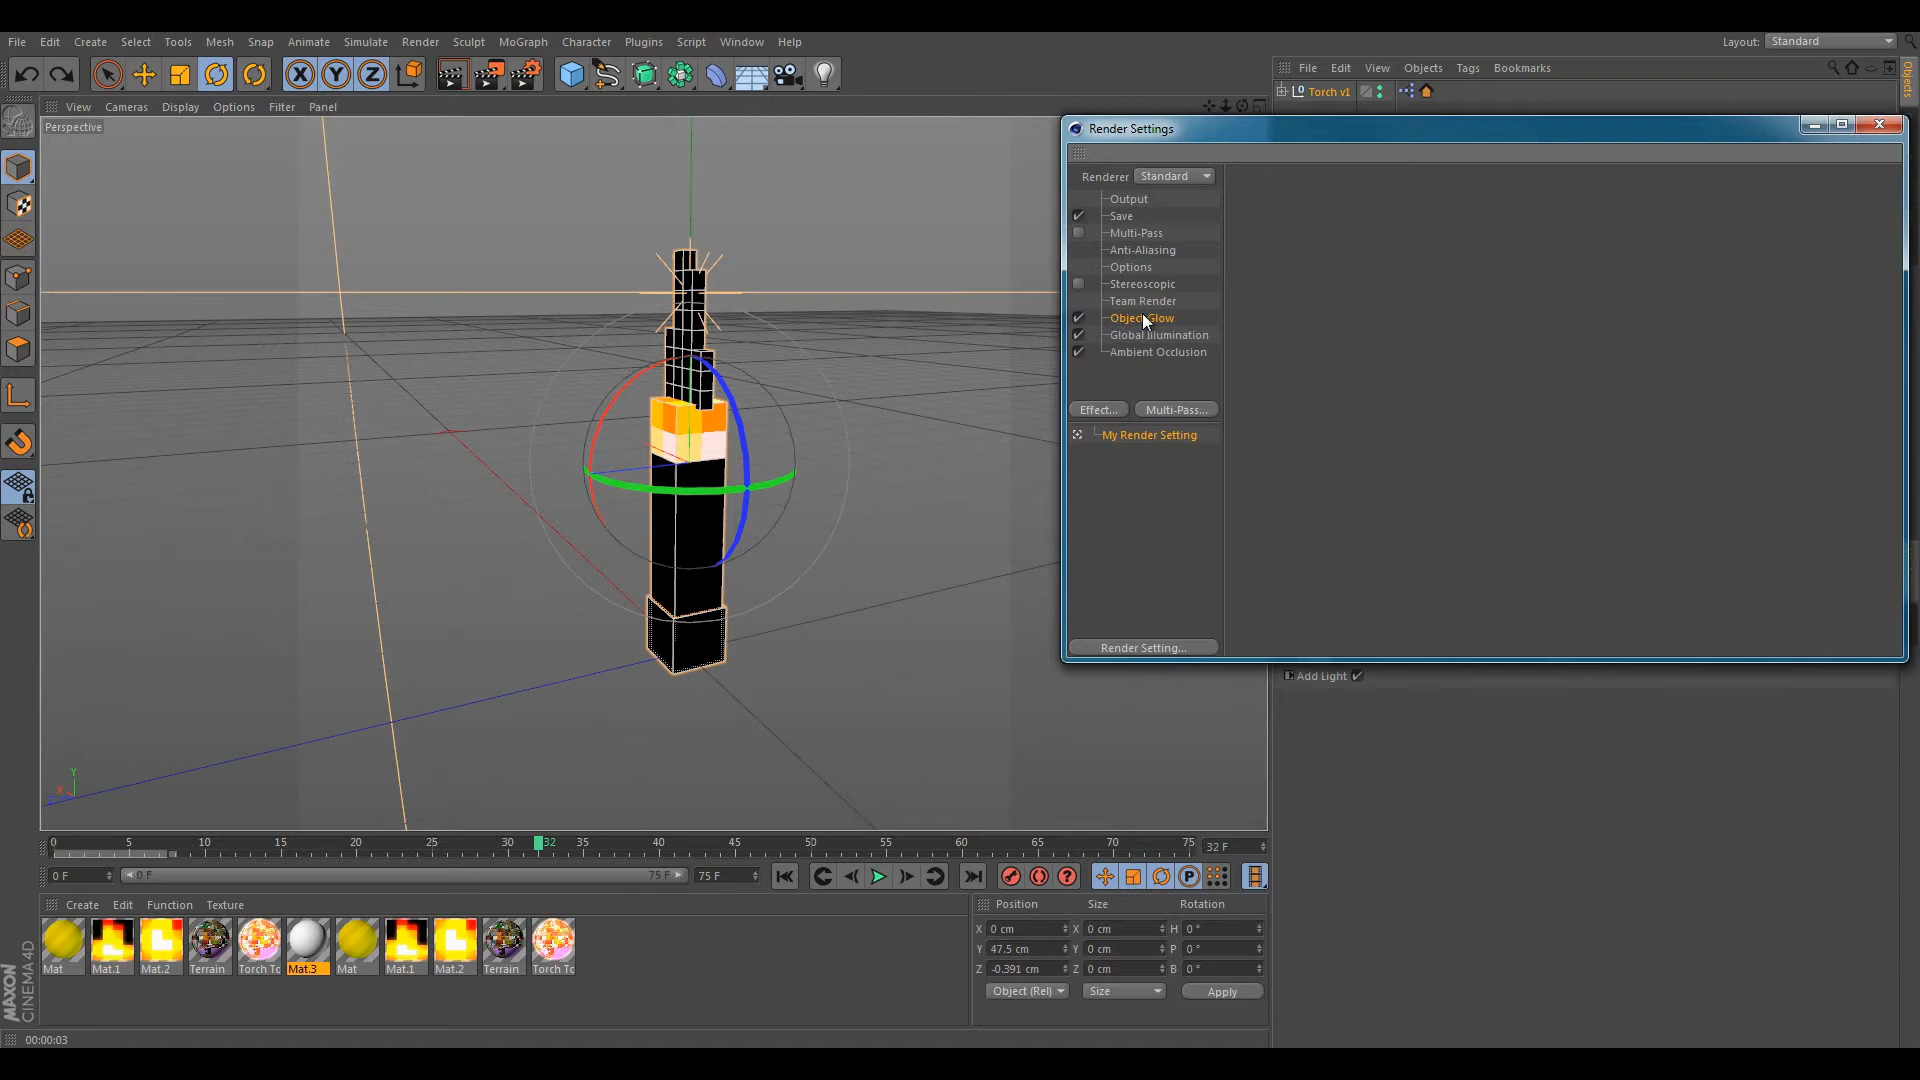 File Edit Create Select Tools Mesh Snap Animate Simulate Render Sculpt MoGraph Character Plugins Script Window Help
Layout: Standard
X Y Z
File Edit View Objects Tags Bookmarks
Objects
Torch v1
View Cameras Display Options Filter Panel
Perspective
Render Settings
Renderer Standard
Output
Save
Multi-Pass
Anti-Aliasing
Options
Stereoscopic
Team Render
Object Glow
Global Illumination
Ambient Occlusion
Effect... Multi-Pass...
My Render Setting
Render Setting...
Add Light
Y
X
0 5 10 15 20 25 30 32 35 40 45 50 55 60 65 70 75 32 F
0 F 0 F 75 F 75 F
P
Create Edit Function Texture
Mat Mat.1 Mat.2 Terrain Torch Tc Mat.3 Mat Mat.1 Mat.2 Terrain Torch Tc
Position Size Rotation
X 0 cm X 0 cm H 0 °
Y 47.5 cm Y 0 cm P 0 °
Z -0.391 cm Z 0 cm B 0 °
Object (Rel) Size Apply
MAXON
CINEMA 4D
00:00:03